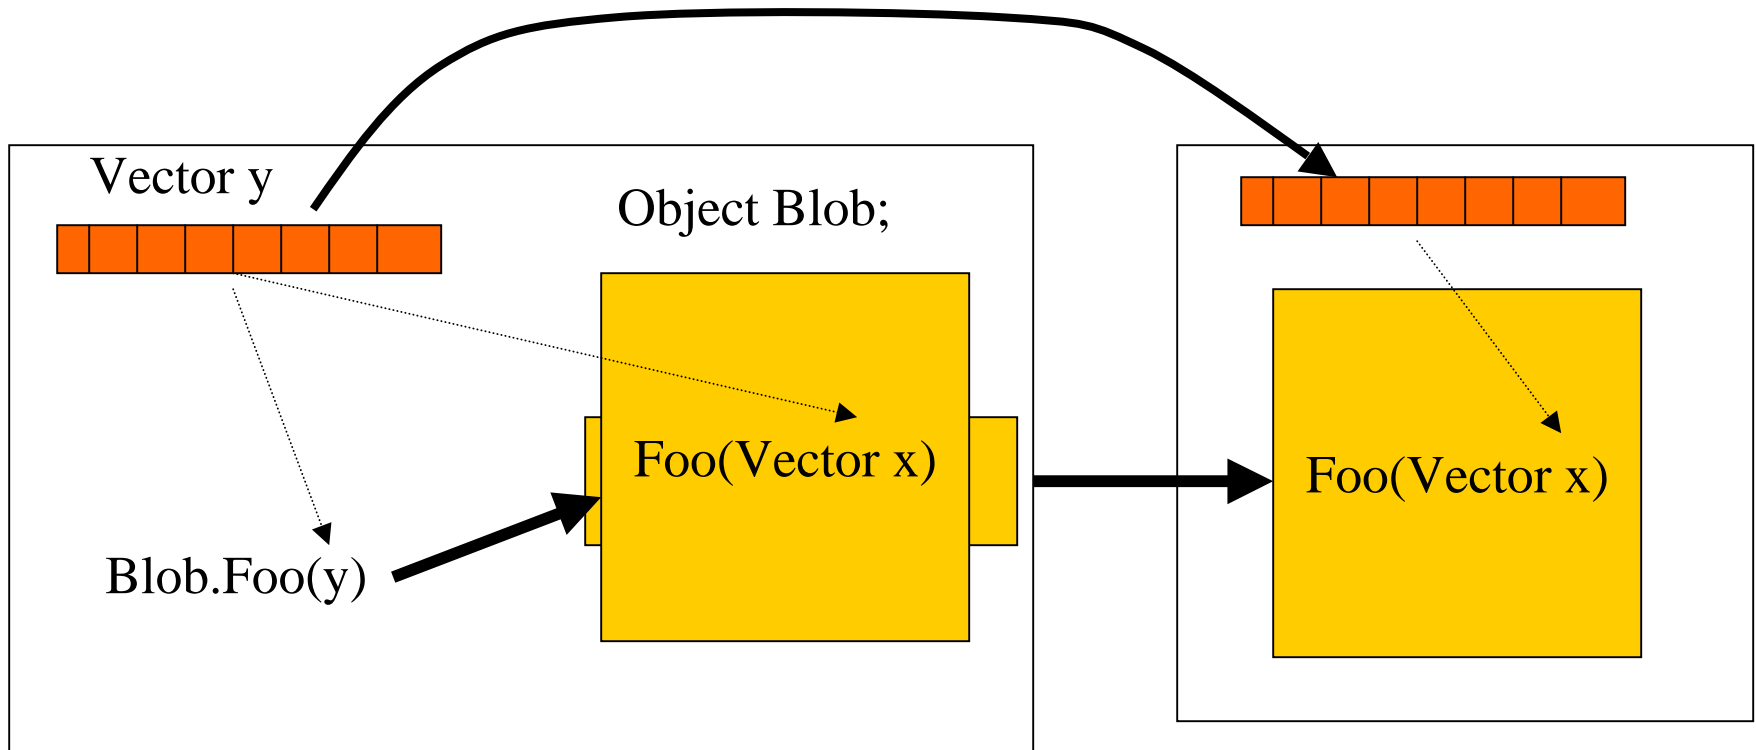 Vector y
Object Blob;
Foo(Vector x)
Foo(Vector x)
Blob.Foo(y)